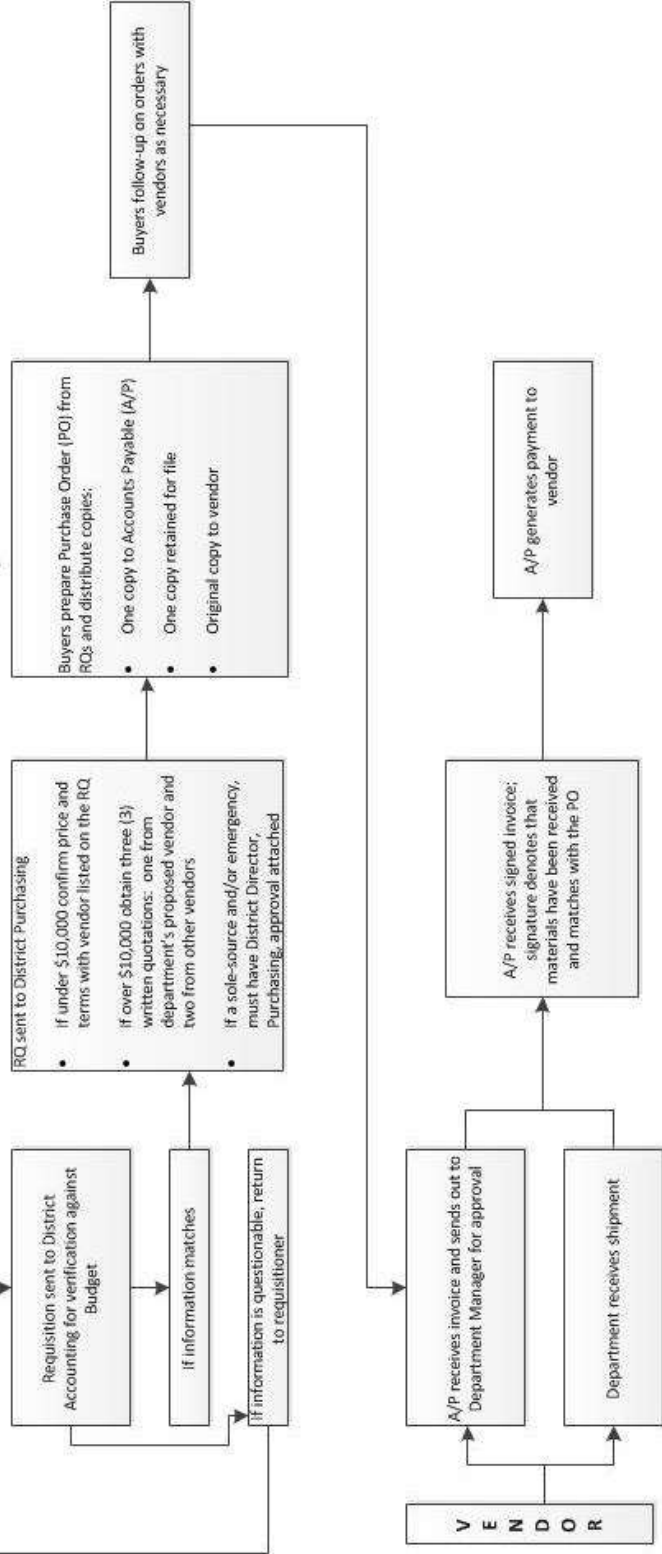 Requisition sent to District
Accounting for verification against
Budget
If information matches
If information is questionable, return
to requisitioner
RQ sent to District Purchasing
• If under $10,000 confirm price and
terms with vendor listed on the RQ
• If over $10,000 obtain three (3)
written quotations: one from
department's proposed vendor and
two from other vendors
• If a sole-source and/or emergency,
must have District Director,
Purchasing, approval attached
Buyers prepare Purchase Order (PO) from
RQs and distribute copies:
• One copy to Accounts Payable (A/P)
• One copy retained for file
• Original copy to vendor
Buyers follow-up on orders with
vendors as necessary
V
E
N
D
O
R
A/P receives invoice and sends out to
Department Manager for approval
Department receives shipment
A/P receives signed invoice;
signature denotes that
materials have been received
and matches with the PO
A/P generates payment to
vendor